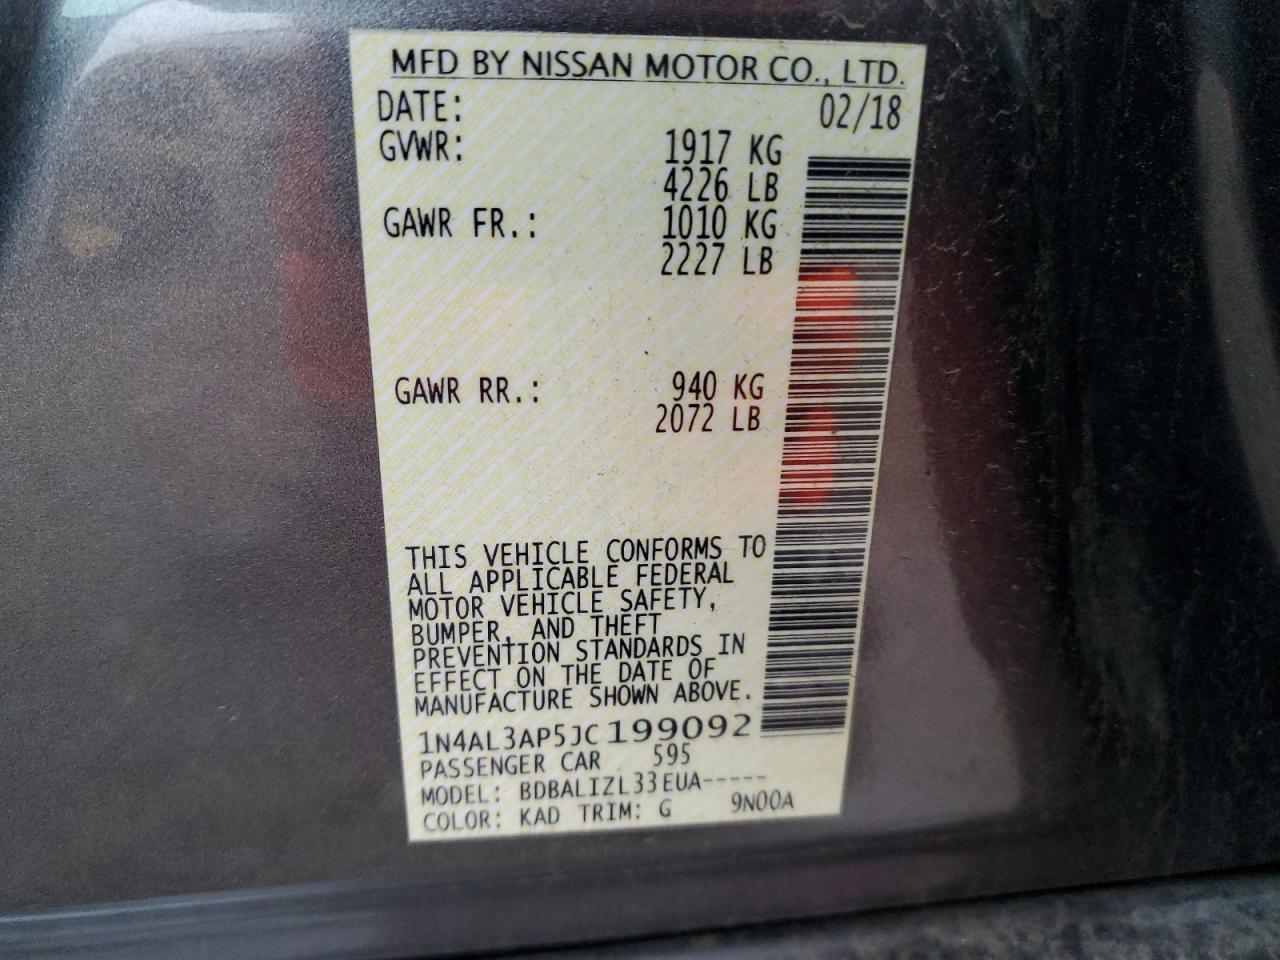 MFD BY NISSAN MOTOR CO., LTD.
DATE: 02/18
GVWR: 1917 KG
4226 LB
GAWR FR.: 1010 KG
2227 LB
GAWR RR.: 940 KG
2072 LB
THIS VEHICLE CONFORMS TO
ALL APPLICABLE FEDERAL
MOTOR VEHICLE SAFETY,
BUMPER, AND THEFT
PREVENTION STANDARDS IN
EFFECT ON THE DATE OF
MANUFACTURE SHOWN ABOVE.
1N4AL3AP5JC199092
PASSENGER CAR 595
MODEL: BDBALIZL33EUA-----
COLOR: KAD TRIM: G 9N00A